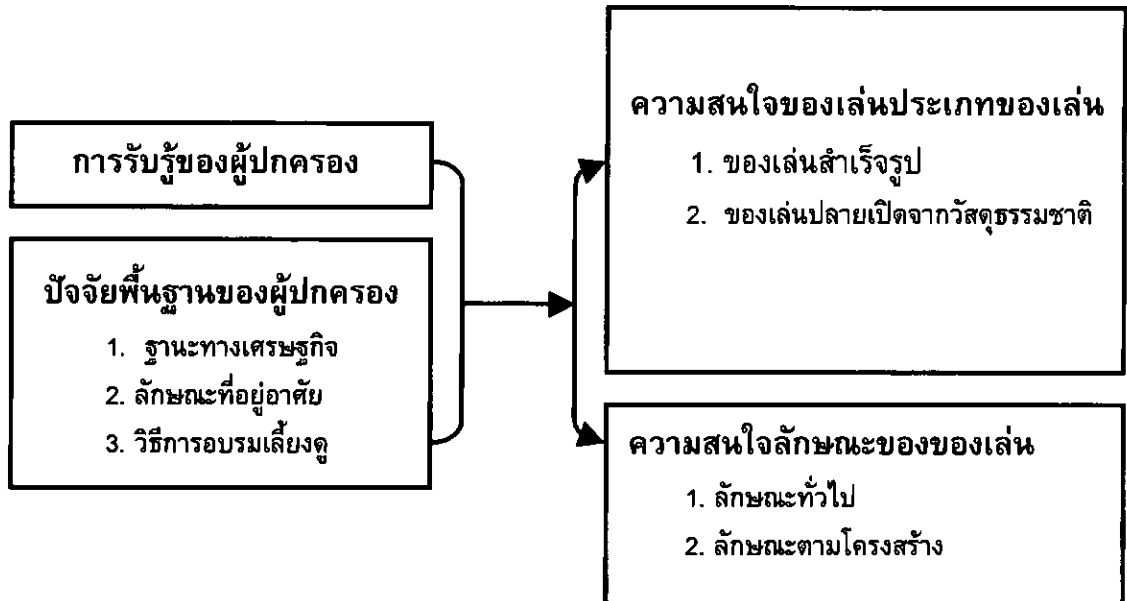 การรับรู้ของผู้ปกครอง
ปัจจัยพื้นฐานของผู้ปกครอง
1. ฐานะทางเศรษฐกิจ
2. ลักษณะที่อยู่อาศัย
3. วิธีการอบรมเลี้ยงดู
ความสนใจของเล่นประเภทของเล่น
1. ของเล่นสำเร็จรูป
2. ของเล่นปลายเปิดจากวัสดุธรรมชาติ
ความสนใจลักษณะของของเล่น
1. ลักษณะทั่วไป
2. ลักษณะตามโครงสร้าง